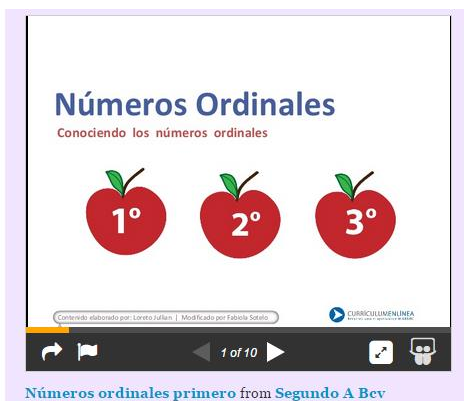 Números Ordinales
Conociendo los números ordinales
1º 2º 3º
Contenido elaborado por: Loreto Jullian | Modificado por Fabiola Sotelo
CURRICULUMENLÍNEA
1 of 10
Números ordinales primero from Segundo A Bcv